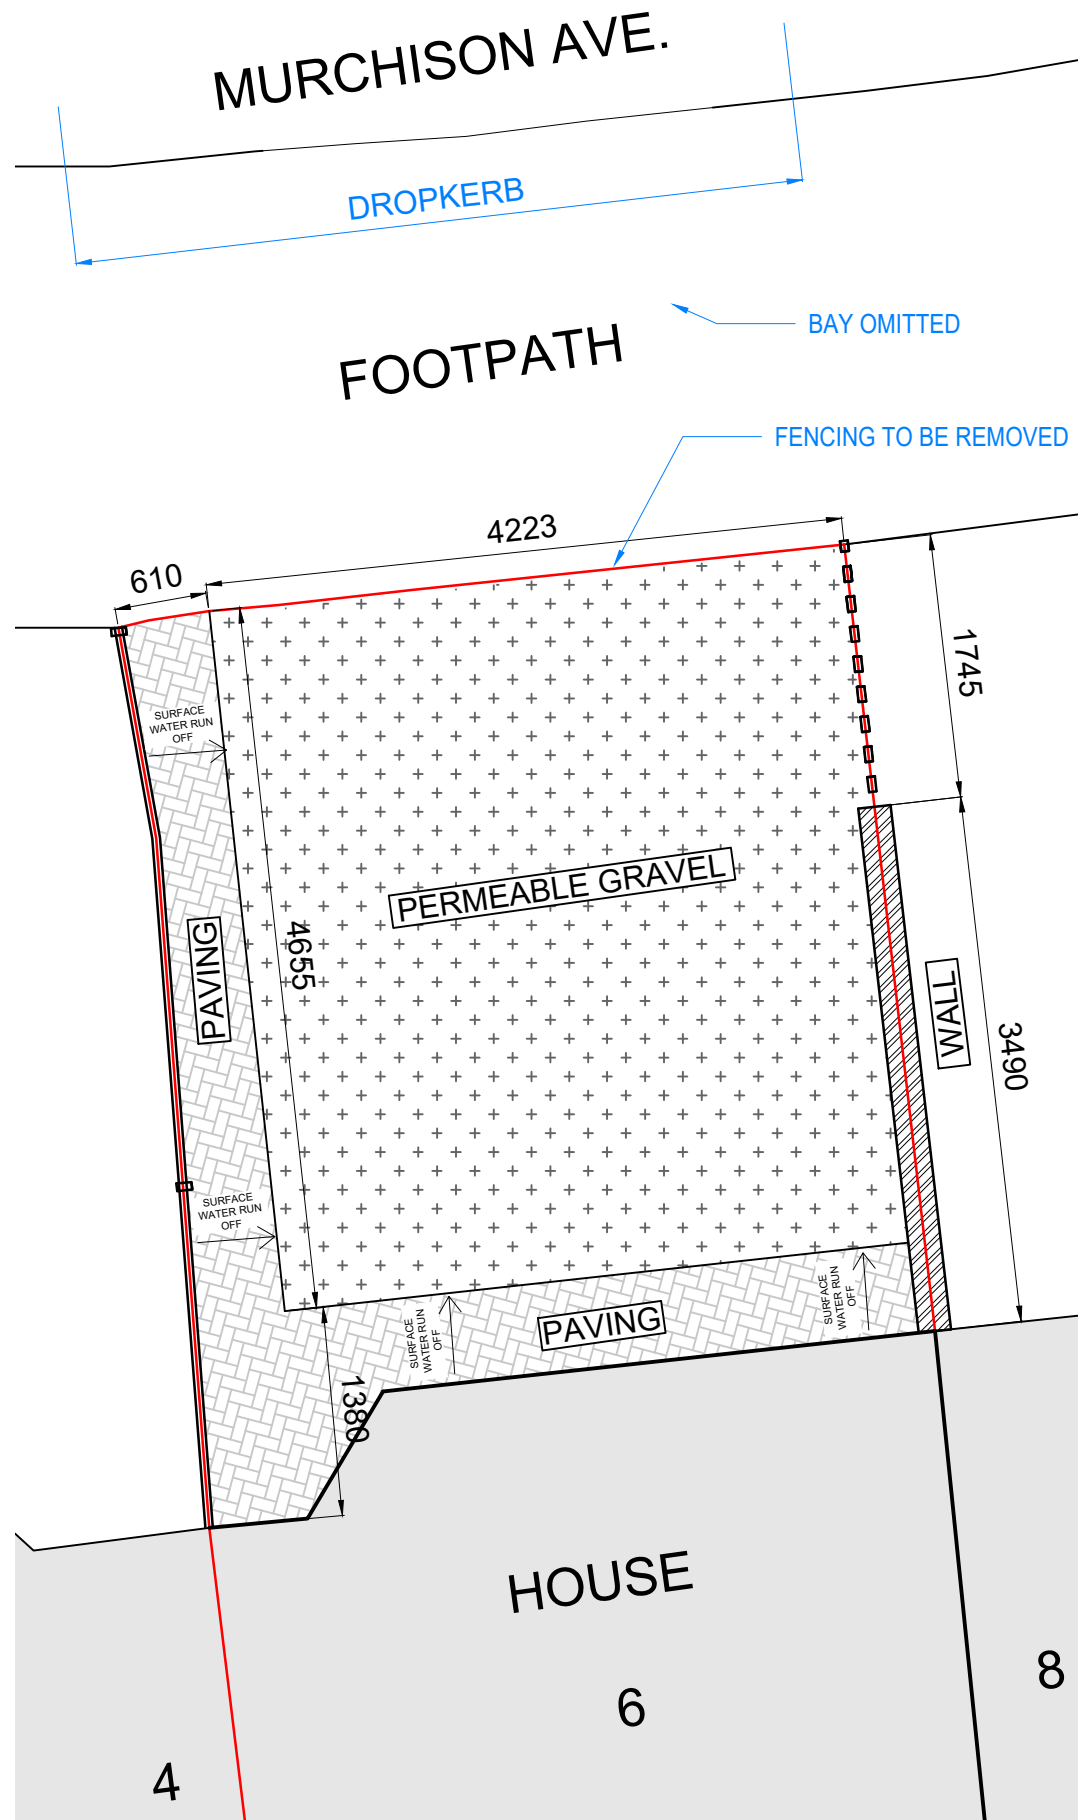 MURCHISON AVE.
DROPKERB
BAY OMITTED
FOOTPATH
FENCING TO BE REMOVED
4223
610
1745
SURFACE
WATER RUN
OFF
PERMEABLE GRAVEL
4655
PAVING
WALL
3490
SURFACE
WATER RUN
OFF
SURFACE
WATER RUN
OFF
PAVING
SURFACE
WATER RUN
OFF
1380
HOUSE
6
8
4